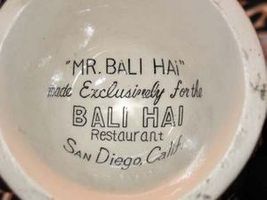 "MR. BALI HAI"
made Exclusively for the
BALI HAI
Restaurant
SAN DIEGO, Calif.